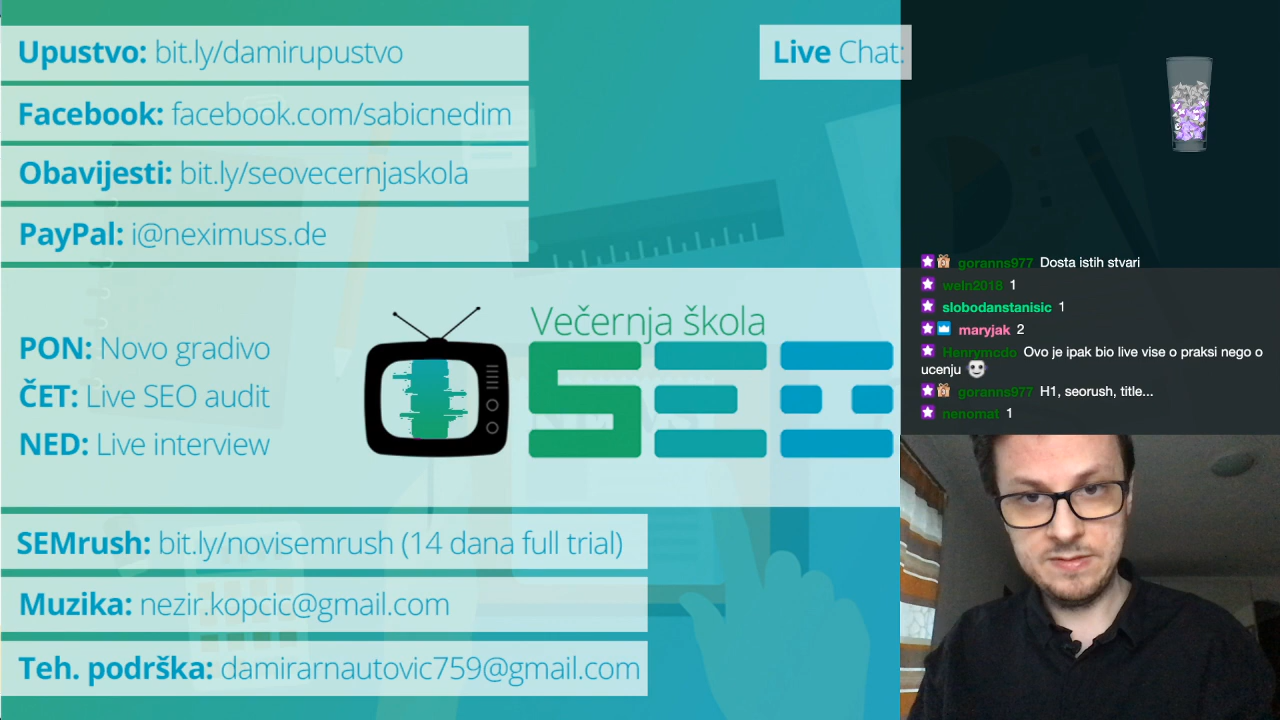 Upustvo: bit.ly/damirupustvo
Facebook: facebook.com/sabicnedim
Obavijesti: bit.ly/seovecernjaskola
PayPal: i@neximuss.de
Live Chat:
PON: Novo gradivo
ČET: Live SEO audit
NED: Live interview
Večernja škola
SEO
SEMrush: bit.ly/novisemrush (14 dana full trial)
Muzika: nezir.kopcic@gmail.com
Teh. podrška: damirarnautovic759@gmail.com
goranns977 Dosta istih stvari
weln2018 1
slobodanstanisic 1
maryjak 2
Henrymcdo Ovo je ipak bio live vise o praksi nego o
ucenju
goranns977 H1, seorush, title...
nenomat 1